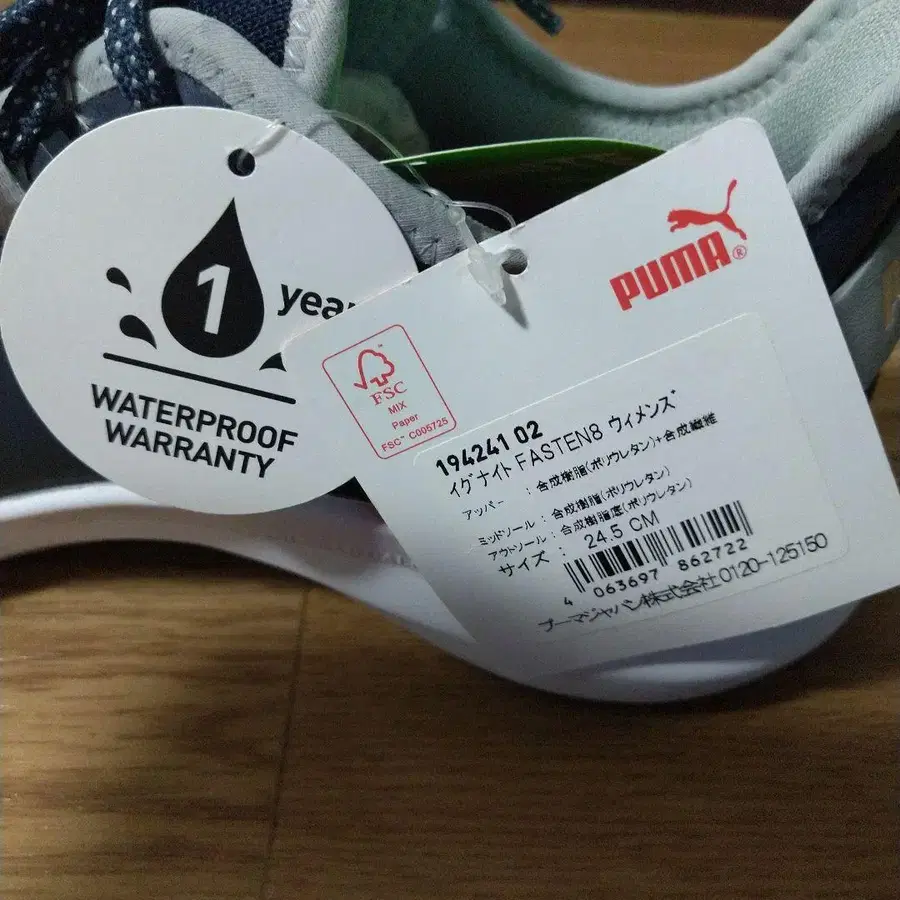 1 year
WATERPROOF
WARRANTY
PUMA®
FSC™
MIX
Paper
FSC™ C005725
194241 02
イグナイト FASTEN8 ウィメンズ
アッパー : 合成樹脂(ポリウレタン)+合成繊維
ミッドソール : 合成樹脂(ポリウレタン)
アウトソール : 合成樹脂底(ポリウレタン)
サイズ : 24.5 CM
4 063697 862722
プーマジャパン株式会社 0120-125150